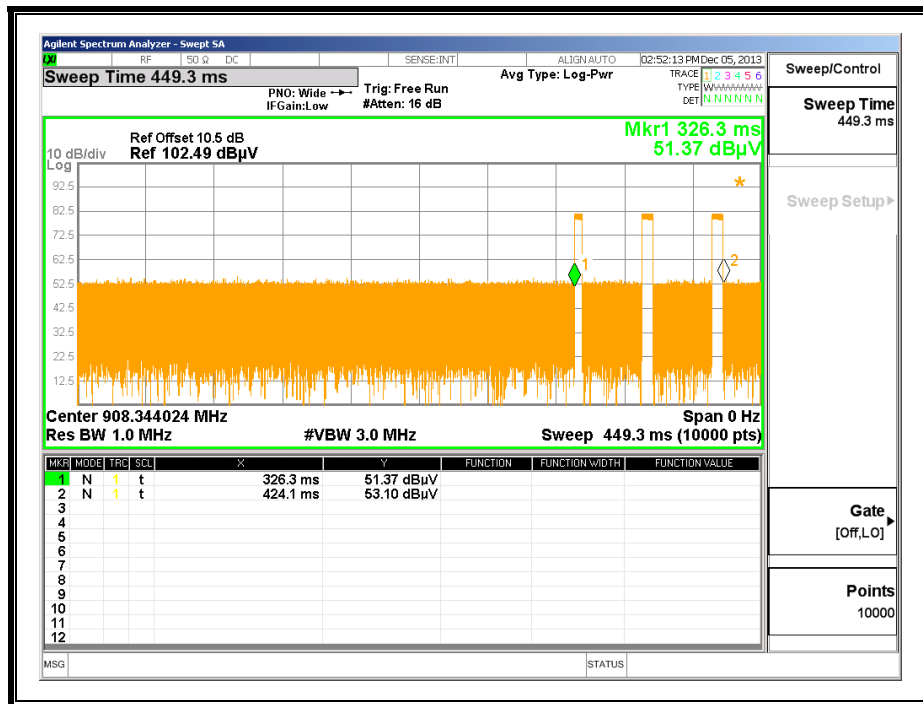 Agilent Spectrum Analyzer - Swept SA
LXI RF 50 Ω DC SENSE:INT ALIGN AUTO 02:52:13 PM Dec 05, 2013
Sweep Time 449.3 ms
PNO: Wide
IFGain:Low
Trig: Free Run
#Atten: 16 dB
Avg Type: Log-Pwr
TRACE 1 2 3 4 5 6
TYPE WWWWWWW
DET N N N N N N
Mkr1 326.3 ms
51.37 dBµV
Ref Offset 10.5 dB
10 dB/div Ref 102.49 dBµV
Log
92.5
82.5
72.5
62.5
52.5
42.5
32.5
22.5
12.5
*
1
2
Center 908.344024 MHz Span 0 Hz
Res BW 1.0 MHz #VBW 3.0 MHz Sweep 449.3 ms (10000 pts)
MKR MODE TRC SCL X Y FUNCTION FUNCTION WIDTH FUNCTION VALUE
1 N 1 t 326.3 ms 51.37 dBµV
2 N 1 t 424.1 ms 53.10 dBµV
3
4
5
6
7
8
9
10
11
12
MSG STATUS
Sweep/Control
Sweep Time
449.3 ms
Sweep Setup
Gate
[Off,LO]
Points
10000